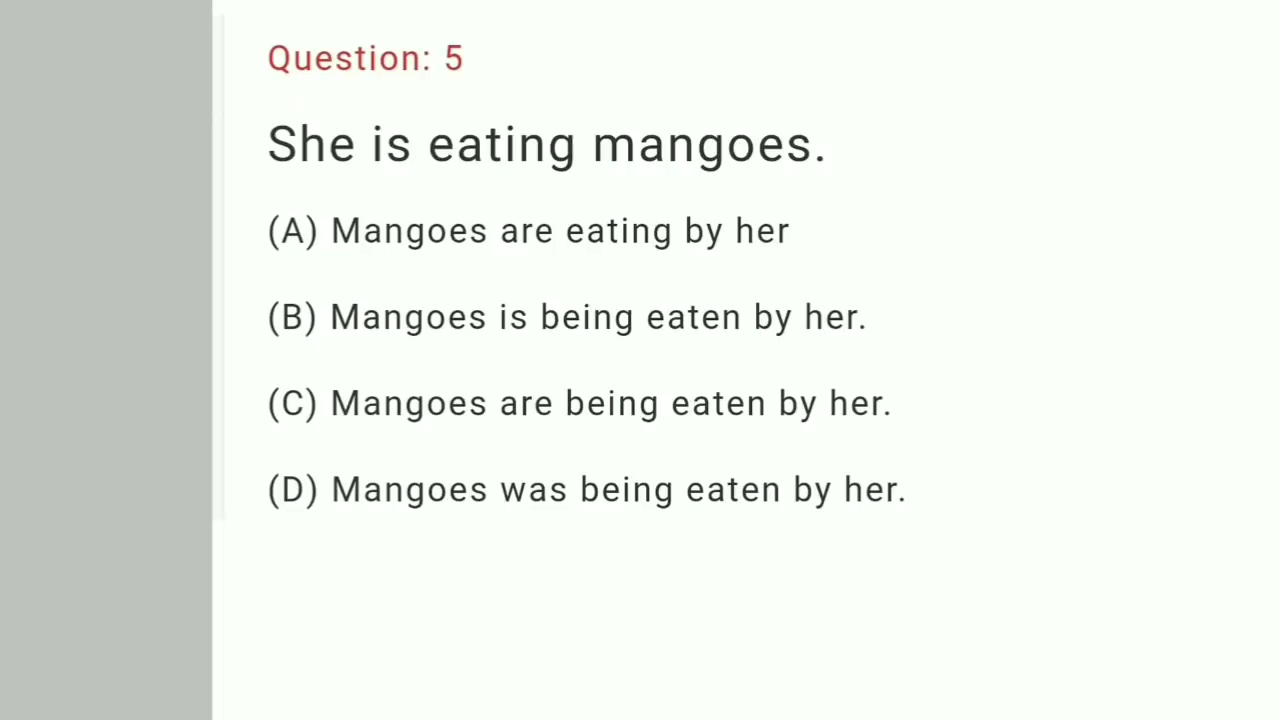 Question: 5
She is eating mangoes.
(A) Mangoes are eating by her
(B) Mangoes is being eaten by her.
(C) Mangoes are being eaten by her.
(D) Mangoes was being eaten by her.